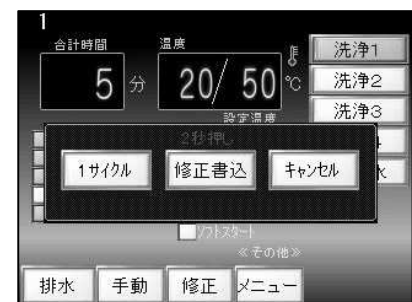 1
合計時間 温度
5 分 20/ 50 ℃
設定温度
洗浄1
洗浄2
洗浄3
4
2秒押し
1サイクル 修正書込 キャンセル
ソフトスタート
≪その他≫
排水 手動 修正 メニュー